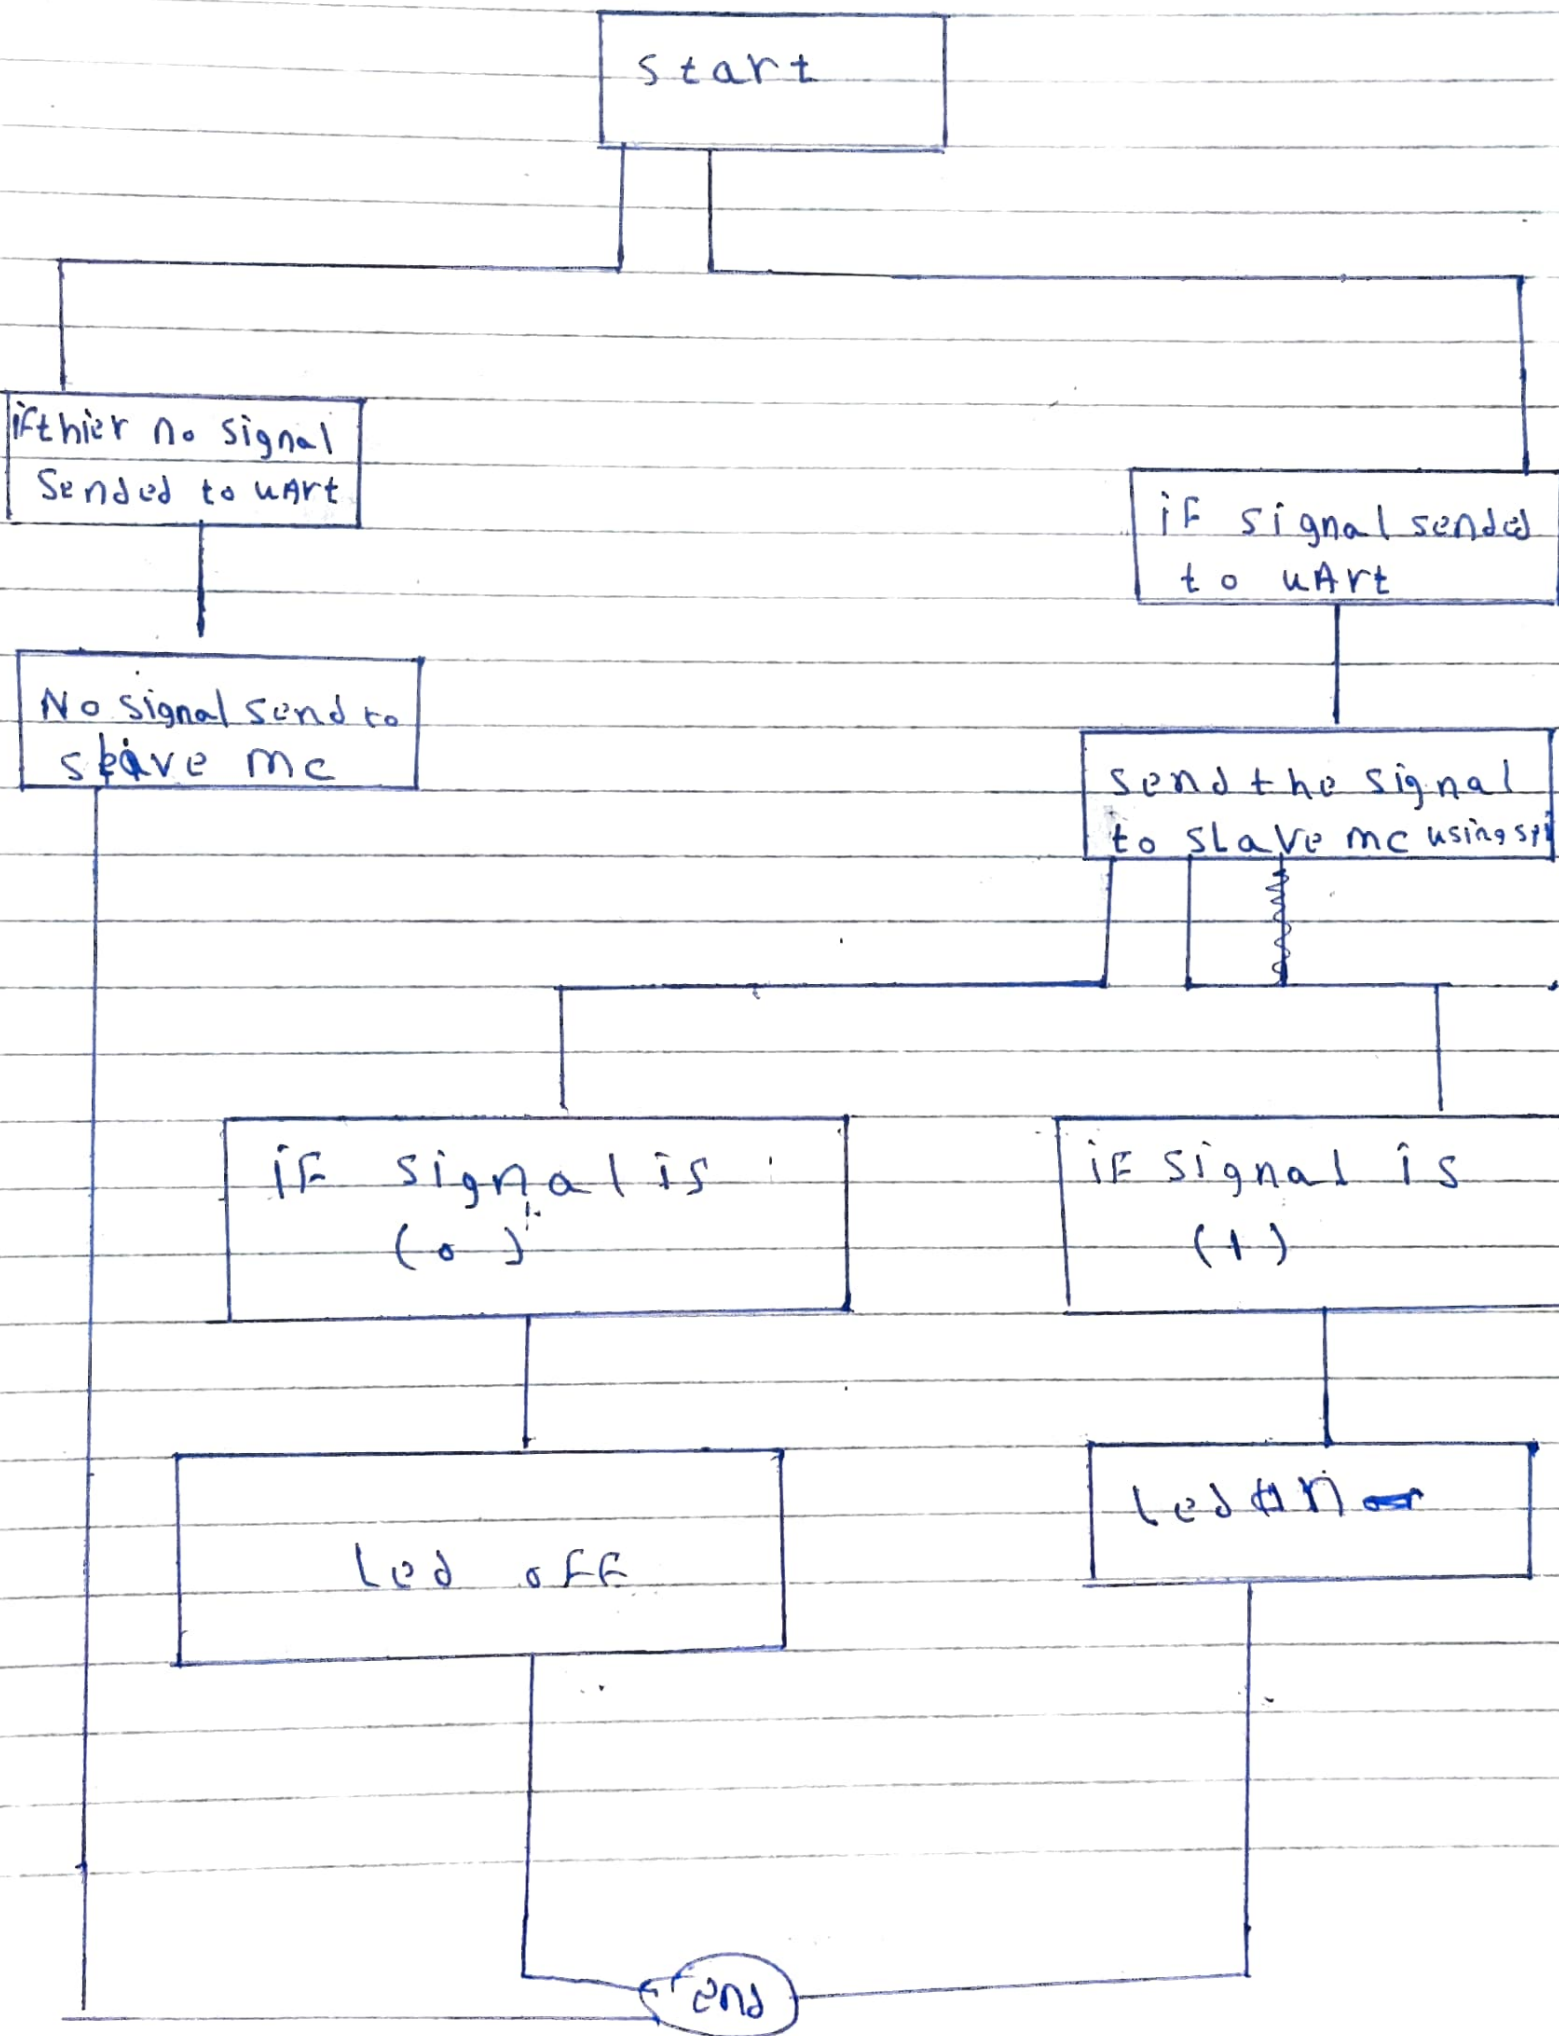 start
if thier no signal
sended to uArt
if signal sended
to uArt
No signal send to
slave mc
send the signal
to slave mc using spi
if signal is
(0)
if signal is
(1)
led off
led on
end